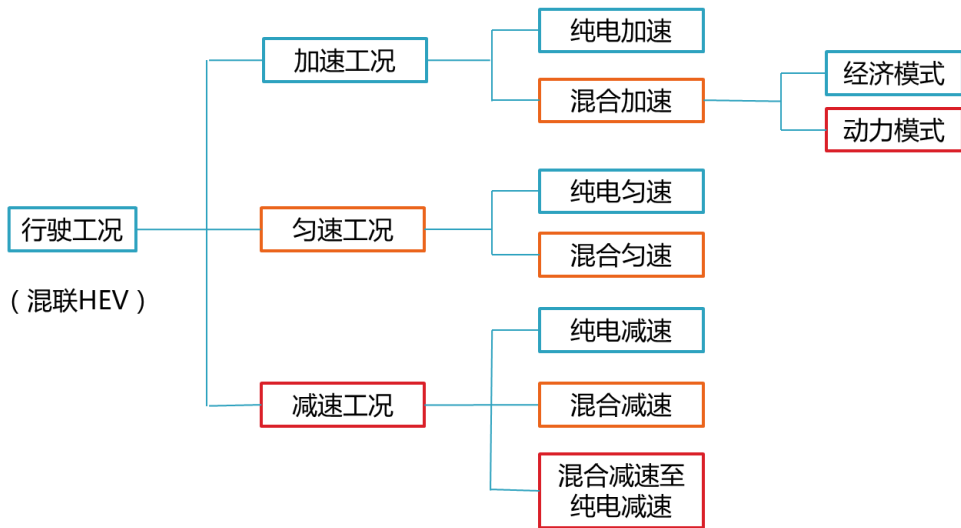 行驶工况
（混联HEV）
加速工况
纯电加速
混合加速
经济模式
动力模式
匀速工况
纯电匀速
混合匀速
减速工况
纯电减速
混合减速
混合减速至
纯电减速